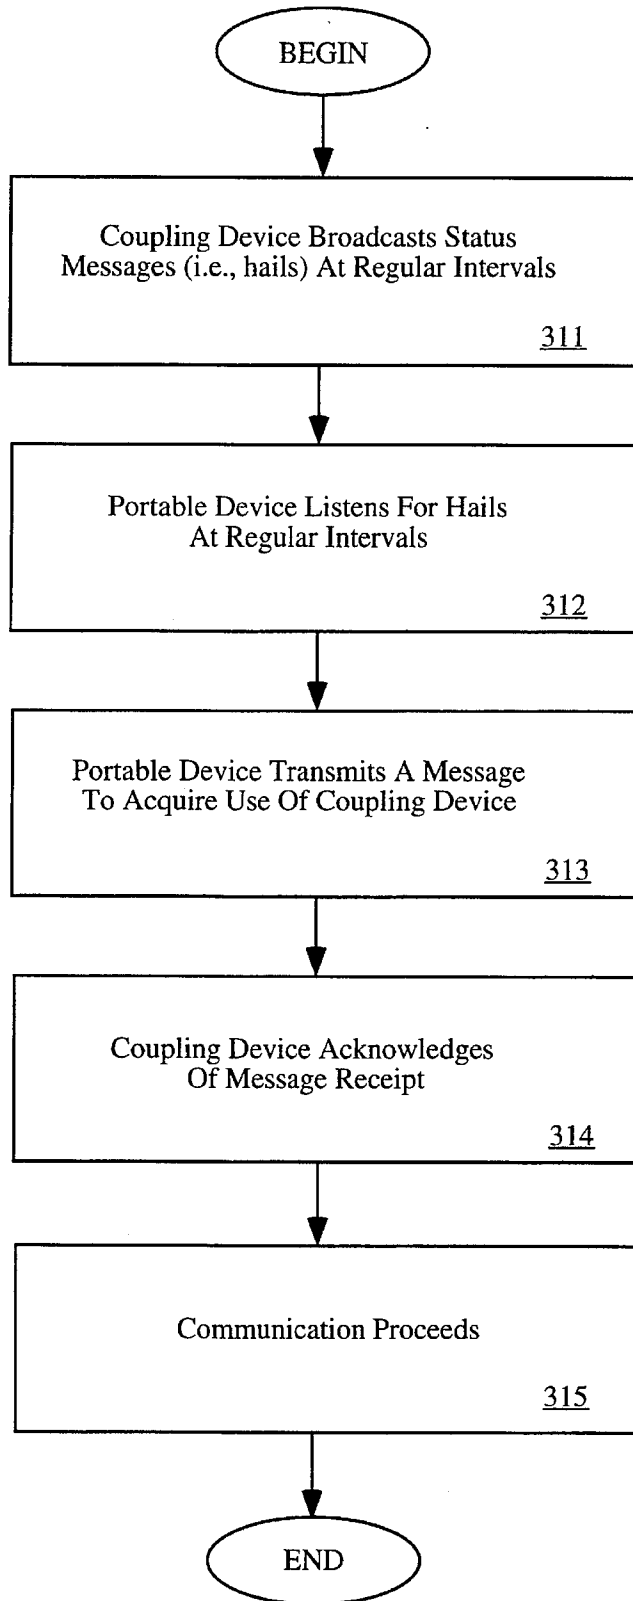 BEGIN
Coupling Device Broadcasts Status
Messages (i.e., hails) At Regular Intervals
311
Portable Device Listens For Hails
At Regular Intervals
312
Portable Device Transmits A Message
To Acquire Use Of Coupling Device
313
Coupling Device Acknowledges
Of Message Receipt
314
Communication Proceeds
315
END